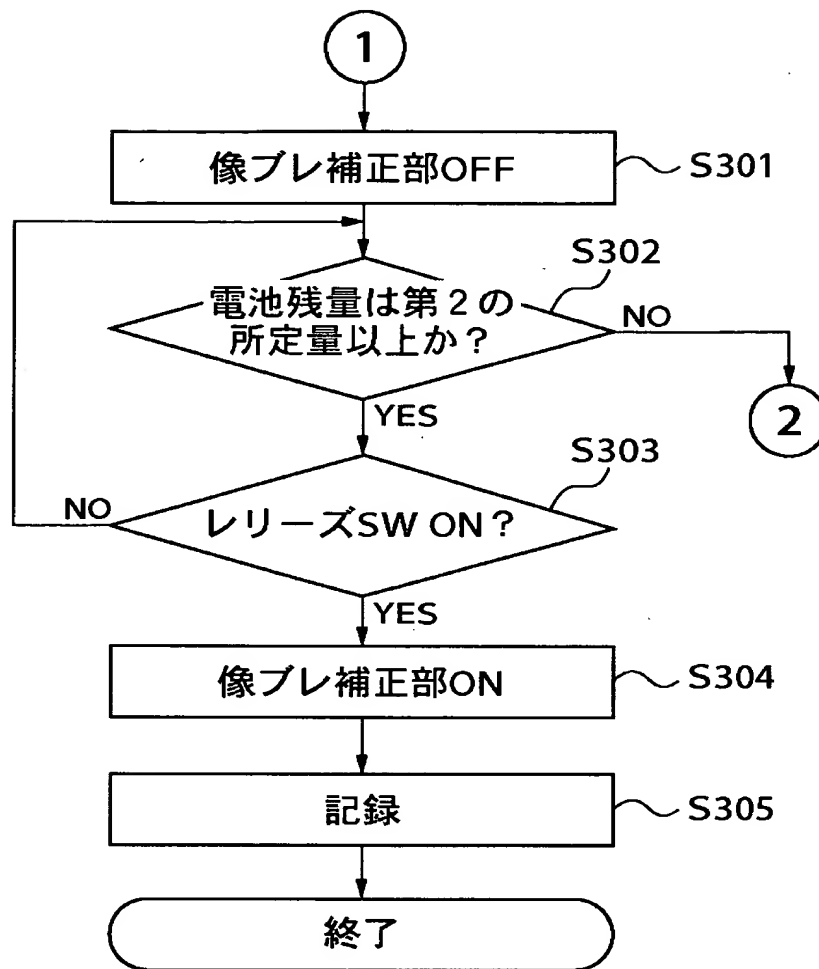 1
像ブレ補正部OFF
S301
S302
電池残量は第2の
所定量以上か?
NO
2
YES
S303
NO
レリーズSW ON?
YES
像ブレ補正部ON
S304
記録
S305
終了